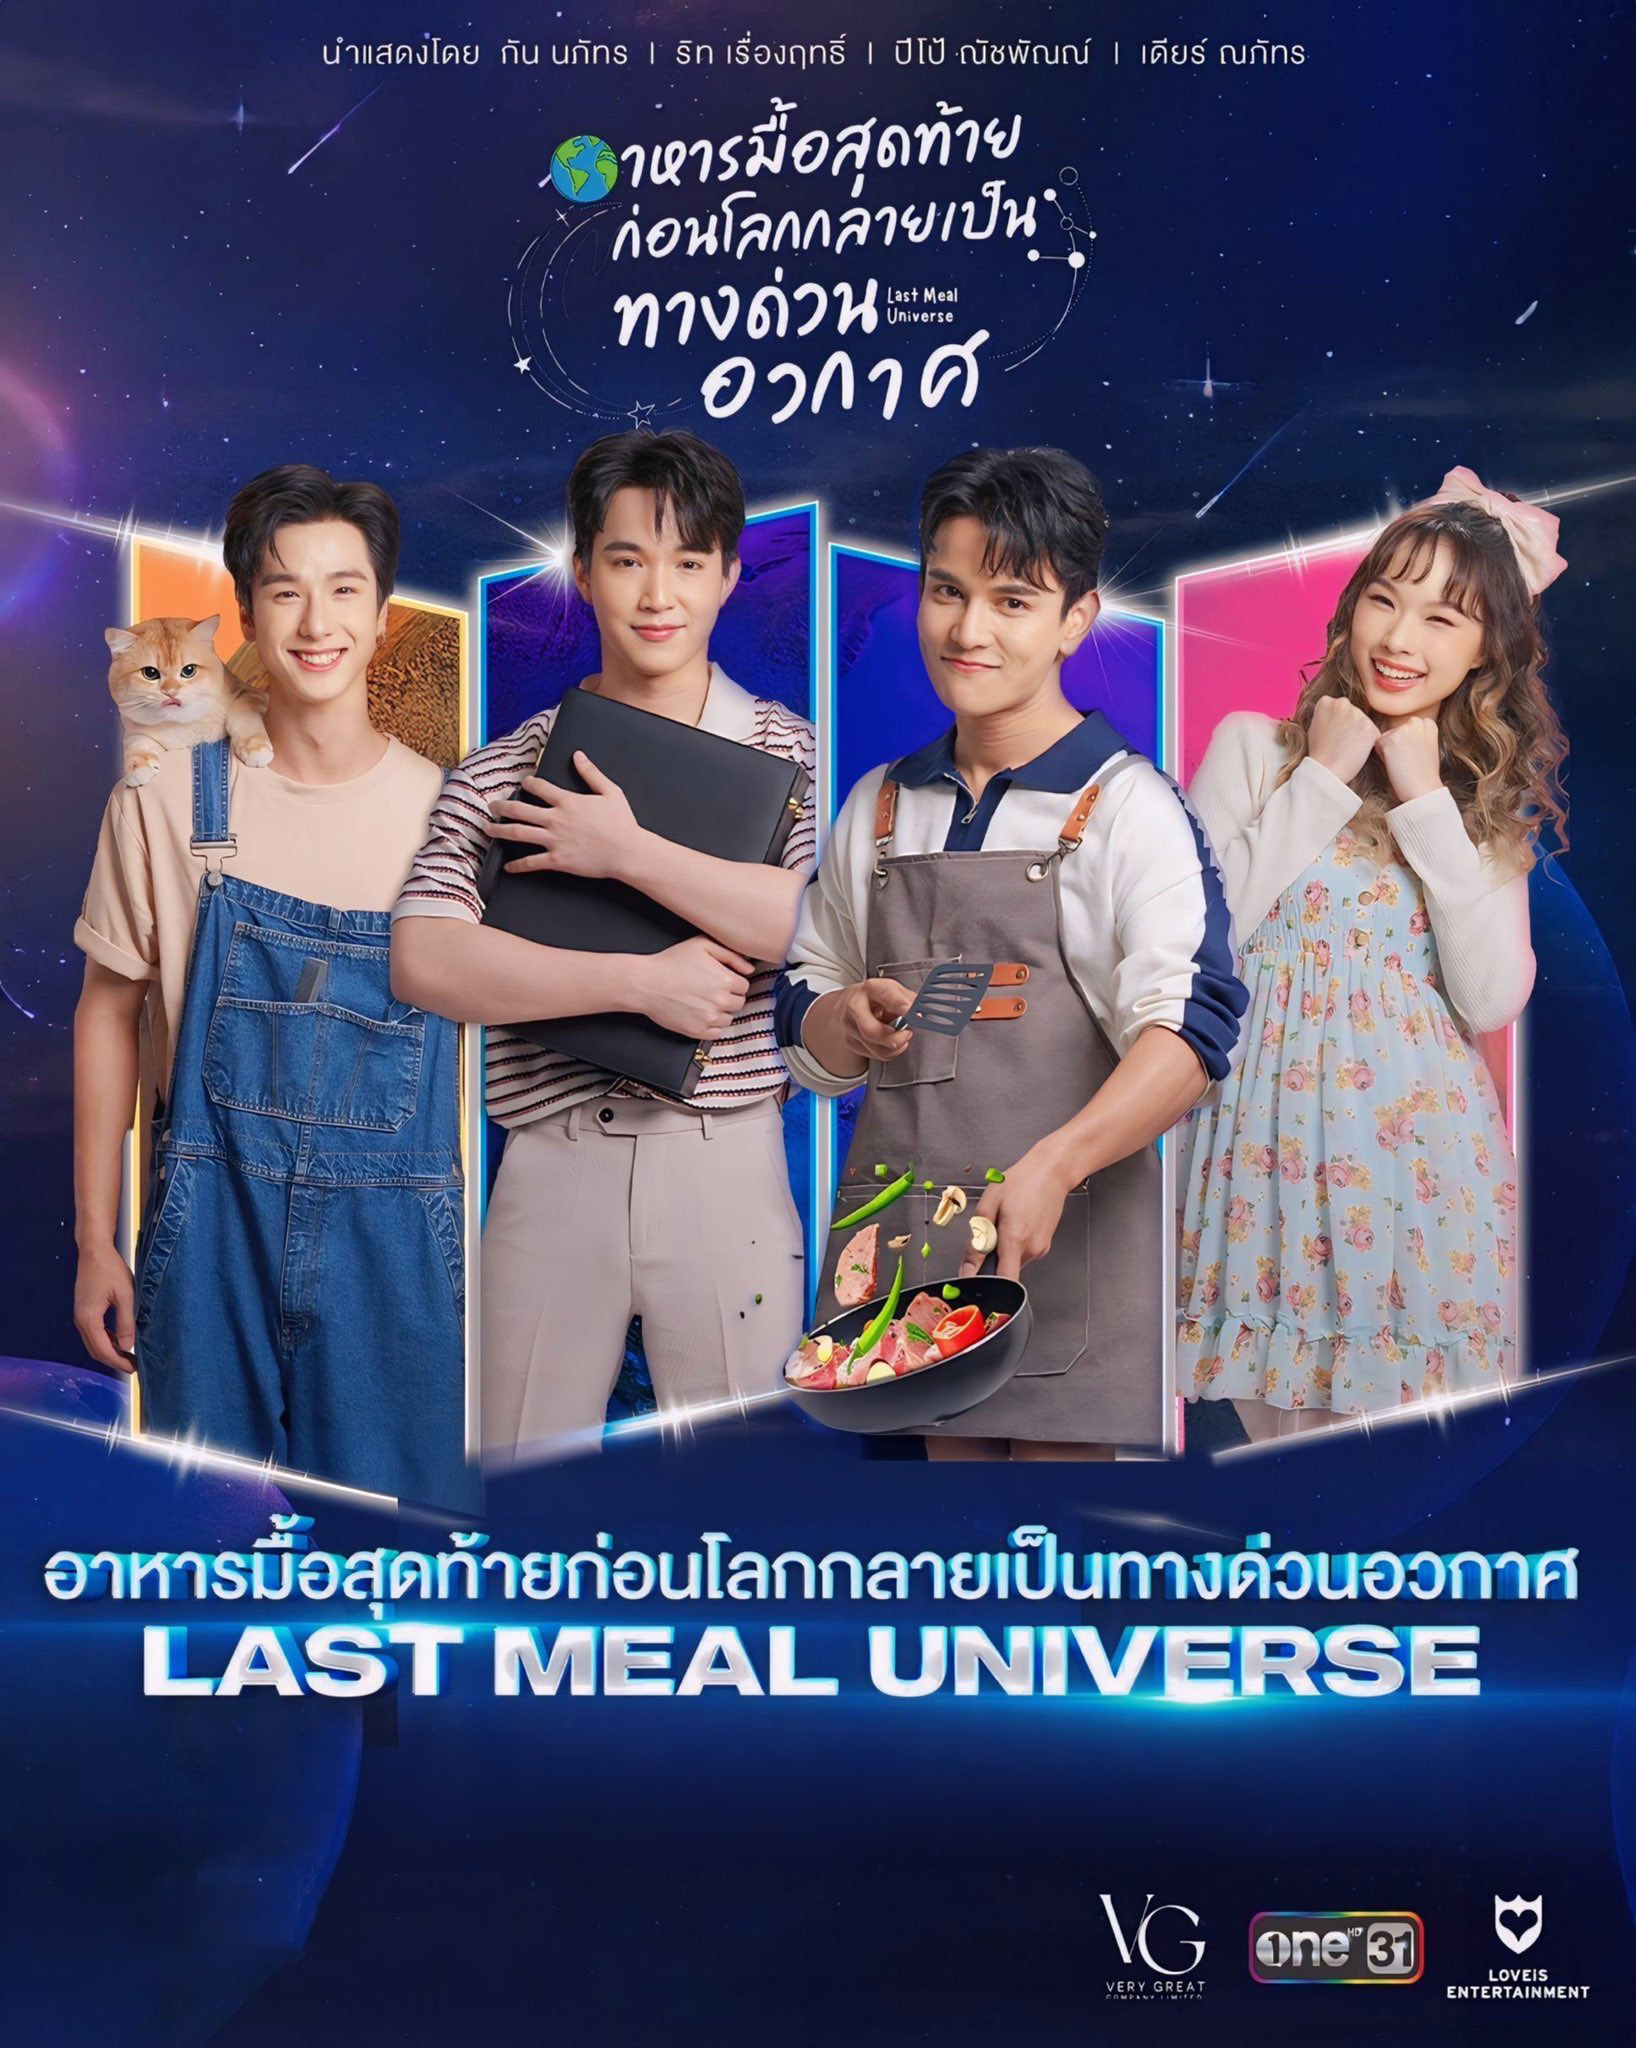 นำแสดงโดย กัน นภัทร | ริท เรืองฤทธิ์ | ปีโป้ ณัชพัณณ์ | เดียร์ ณภัทร
อาหารมื้อสุดท้าย
ก่อนโลกกลายเป็น
ทางด่วน
Last Meal
Universe
อวกาศ
อาหารมื้อสุดท้ายก่อนโลกกลายเป็นทางด่วนอวกาศ
LAST MEAL UNIVERSE
VG
VERY GREAT
COMPANY LIMITED
one HD 31
LOVEIS
ENTERTAINMENT